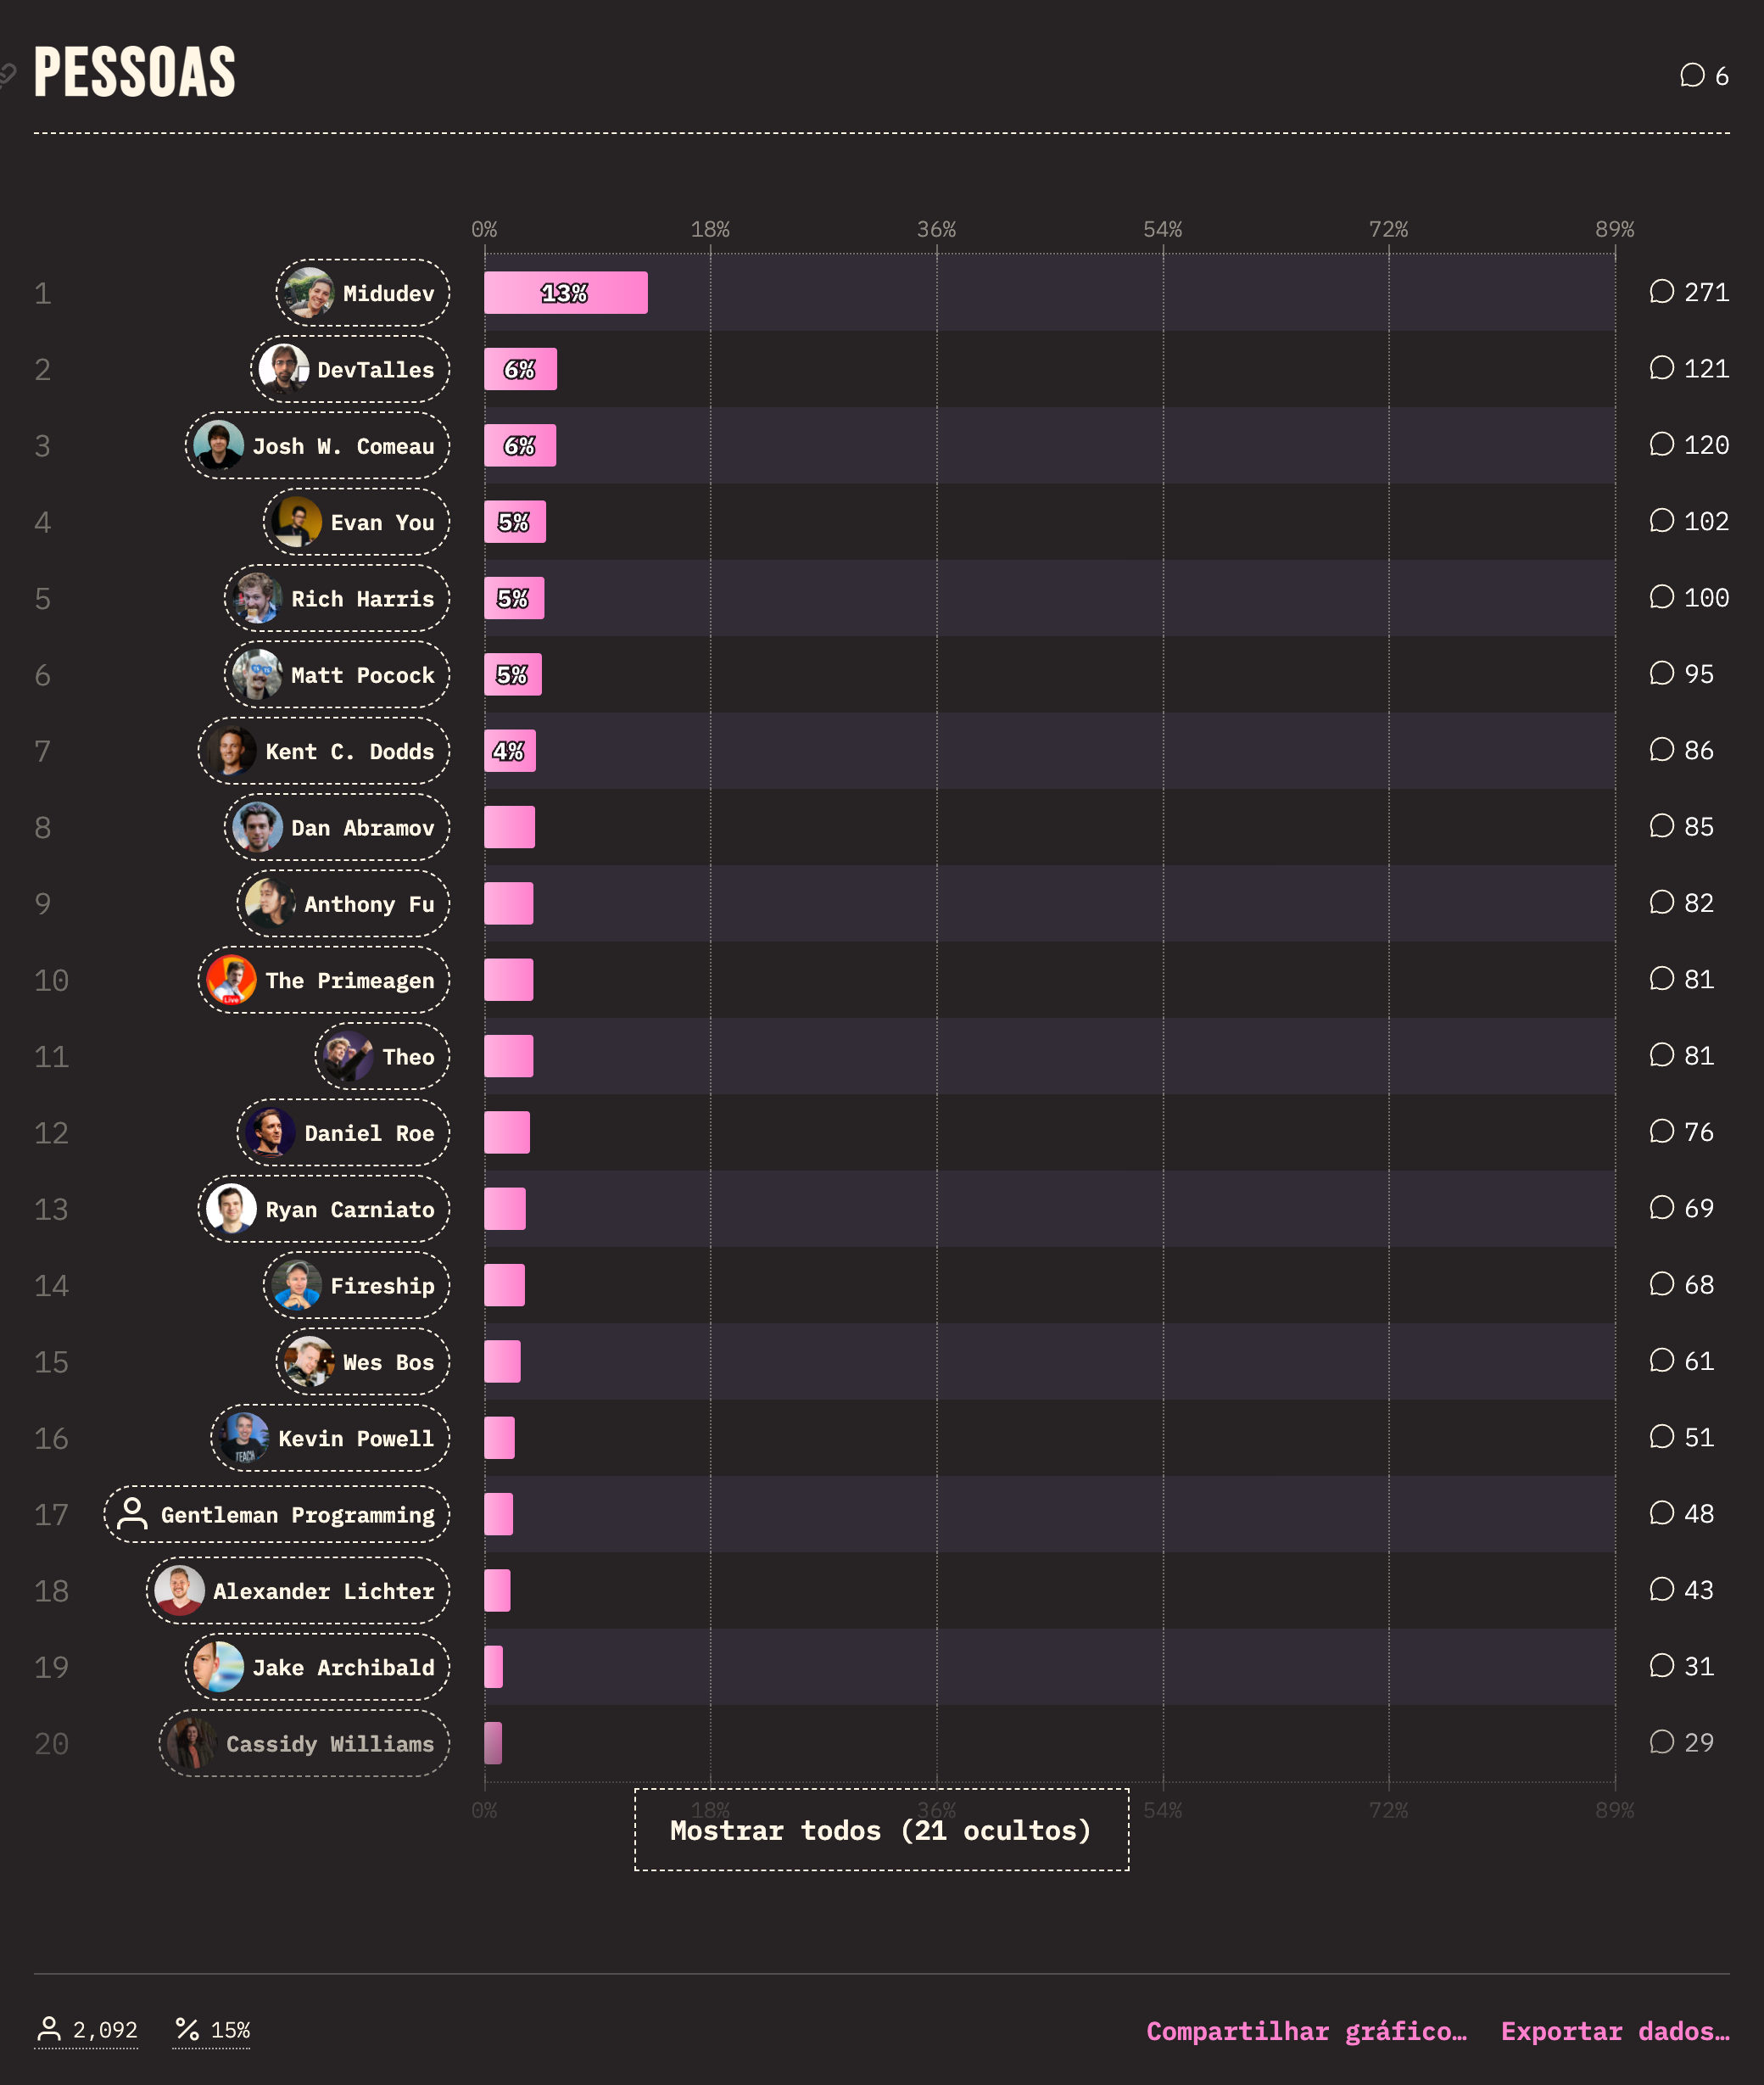 PESSOAS
6
0% 18% 36% 54% 72% 89%
1 Midudev 13% 271
2 DevTalles 6% 121
3 Josh W. Comeau 6% 120
4 Evan You 5% 102
5 Rich Harris 5% 100
6 Matt Pocock 5% 95
7 Kent C. Dodds 4% 86
8 Dan Abramov 85
9 Anthony Fu 82
10 The Primeagen 81
Live
11 Theo 81
12 Daniel Roe 76
13 Ryan Carniato 69
14 Fireship 68
15 Wes Bos 61
16 Kevin Powell 51
TEACH
17 Gentleman Programming 48
18 Alexander Lichter 43
19 Jake Archibald 31
20 Cassidy Williams 29
0% 18% 36% 54% 72% 89%
Mostrar todos (21 ocultos)
2,092 % 15% Compartilhar gráfico… Exportar dados…